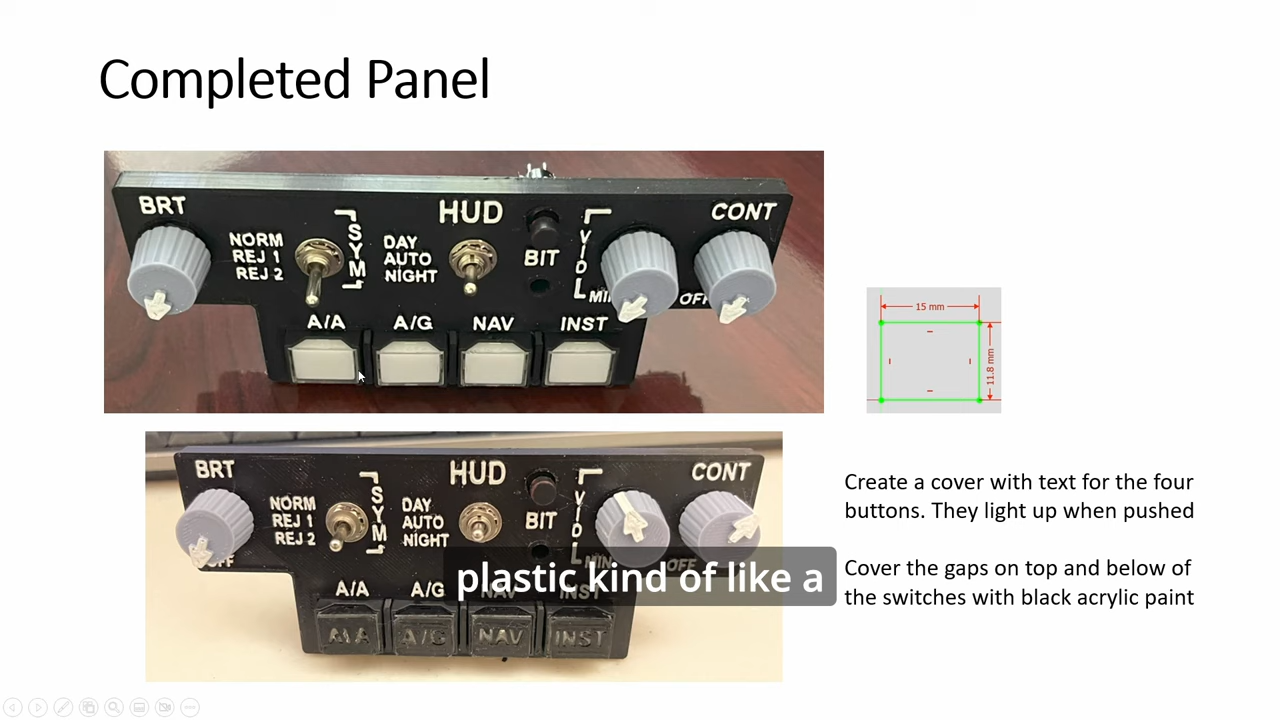 Completed Panel
BRT
HUD
CONT
NORM
REJ 1
REJ 2
SYM
DAY
AUTO
NIGHT
BIT
VID
MIN
OFF
A/A
A/G
NAV
INST
15 mm
11.8 mm
BRT
HUD
CONT
NORM
REJ 1
REJ 2
SYM
DAY
AUTO
NIGHT
BIT
VID
OFF
MIN
OFF
A/A
A/G
NAV
INST
A/A
A/G
NAV
INST
Create a cover with text for the four
buttons. They light up when pushed
Cover the gaps on top and below of
the switches with black acrylic paint
plastic kind of like a